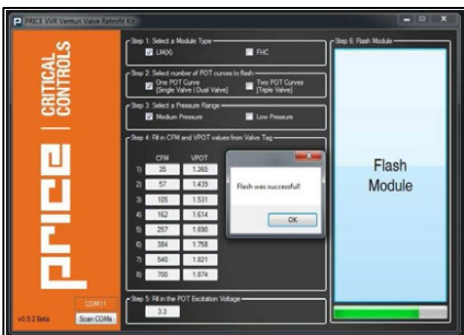 PRICE VVR Venturi Valve Retrofit Kit
price | CRITICAL CONTROLS
v0.9.2 Beta
COM11
Scan COMs
Step 1: Select a Module Type
LM(X)
FHC
Step 2: Select number of POT curves to flash
One POT Curve
[Single Valve | Dual Valve]
Two POT Curves
[Triple Valve]
Step 3: Select a Pressure Range
Medium Pressure
Low Pressure
Step 4: Fill in CFM and VPOT values from Valve Tag
CFM VPOT
1) 35 1.365
2) 57 1.439
3) 105 1.531
4) 162 1.614
5) 257 1.690
6) 384 1.758
7) 540 1.821
8) 700 1.874
Step 5: Fill in the POT Excitation Voltage
3.3
Flash was successful!
OK
Step 6: Flash Module
Flash
Module